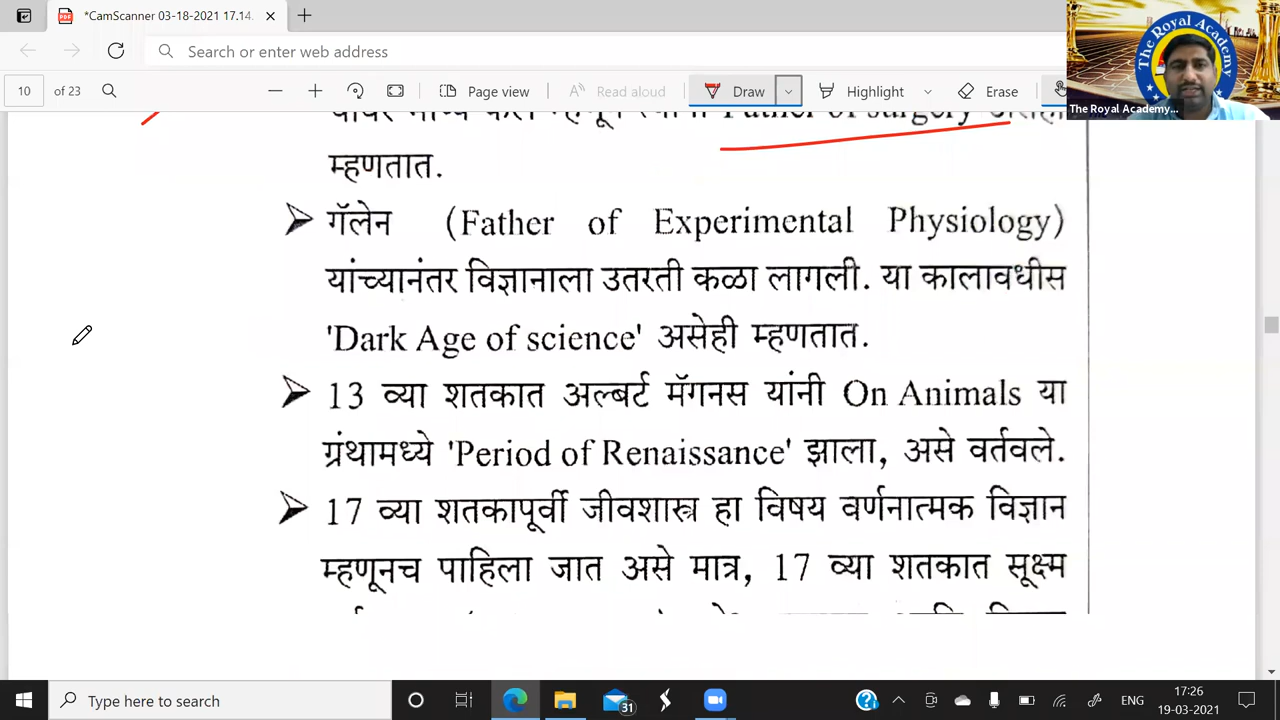 *CamScanner 03-18-2021 17.14.
Search or enter web address
The Royal Academy
The Royal Academy...
10 of 23
Page view
Read aloud
Draw
Highlight
Erase
Father of surgery
म्हणतात.
गॅलेन (Father of Experimental Physiology)
यांच्यानंतर विज्ञानाला उतरती कळा लागली. या कालावधीस
'Dark Age of science' असेही म्हणतात.
13 व्या शतकात अल्बर्ट मॅगनस यांनी On Animals या
ग्रंथामध्ये 'Period of Renaissance' झाला, असे वर्तवले.
17 व्या शतकापूर्वी जीवशास्त्र हा विषय वर्णनात्मक विज्ञान
म्हणूनच पाहिला जात असे मात्र, 17 व्या शतकात सूक्ष्म
Type here to search
31
ENG
17:26
19-03-2021